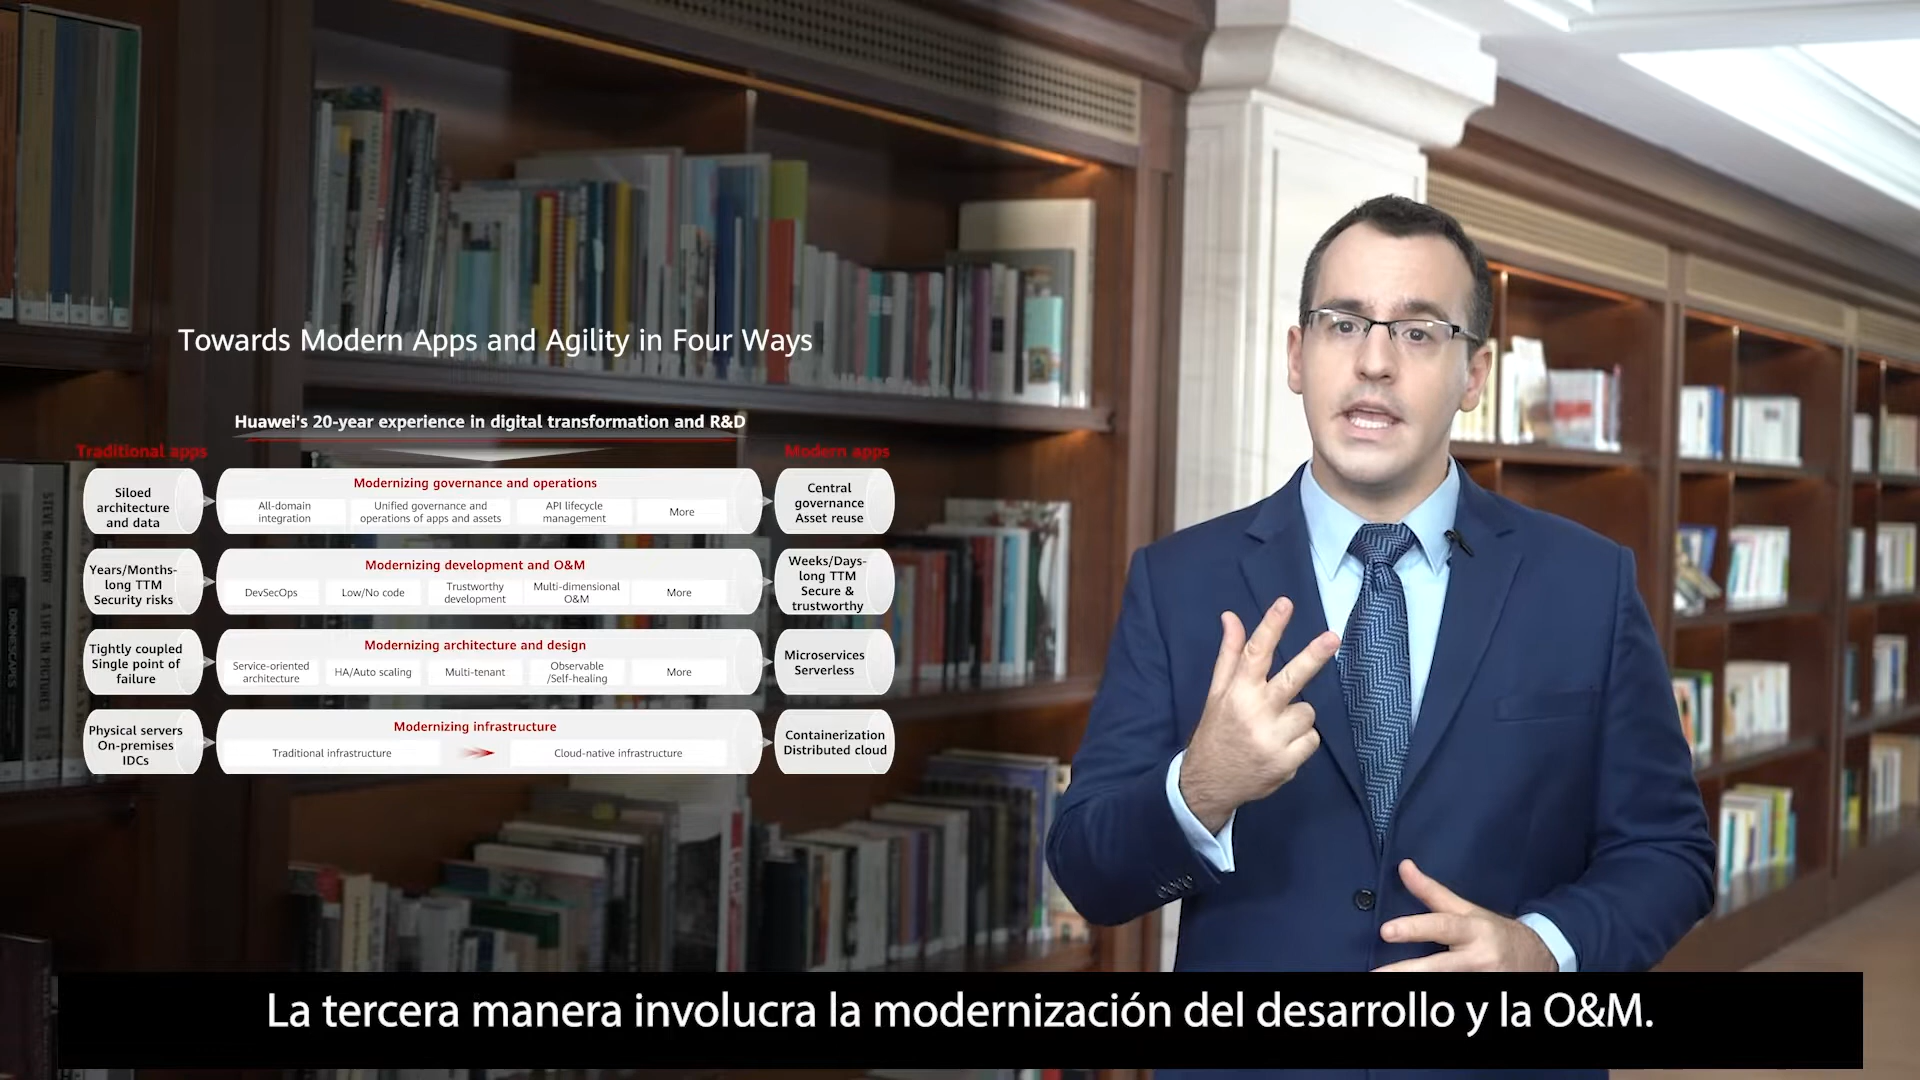 Towards Modern Apps and Agility in Four Ways
Huawei's 20-year experience in digital transformation and R&D
Traditional apps
Modern apps
Siloed
architecture
and data
Modernizing governance and operations
All-domain
integration
Unified governance and
operations of apps and assets
API lifecycle
management
More
Central
governance
Asset reuse
Years/Months-
long TTM
Security risks
Modernizing development and O&M
DevSecOps
Low/No code
Trustworthy
development
Multi-dimensional
O&M
More
Weeks/Days-
long TTM
Secure &
trustworthy
Tightly coupled
Single point of
failure
Modernizing architecture and design
Service-oriented
architecture
HA/Auto scaling
Multi-tenant
Observable
/Self-healing
More
Microservices
Serverless
Physical servers
On-premises
IDCs
Modernizing infrastructure
Traditional infrastructure
Cloud-native infrastructure
Containerization
Distributed cloud
STEVE McCURRY A LIFE IN PICTURES
DRONESCAPES
La tercera manera involucra la modernización del desarrollo y la O&M.